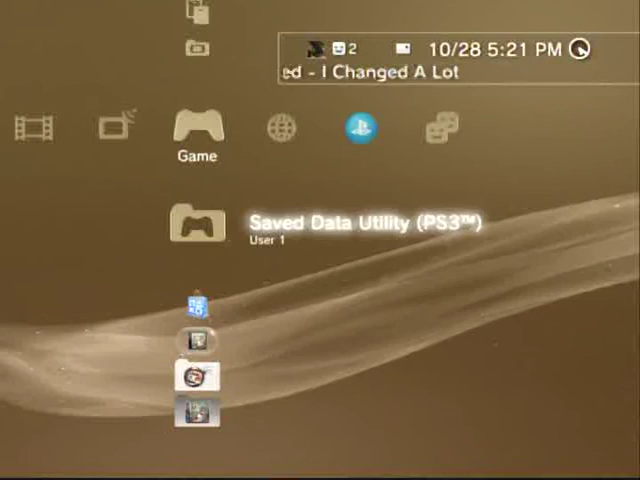 2 10/28 5:21 PM
ed - I Changed A Lot
Game
Saved Data Utility (PS3™)
User 1